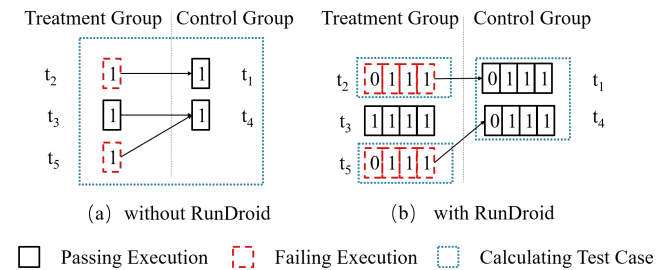 Treatment Group Control Group Treatment Group Control Group
t2 1 1 t1 t2 0 1 1 1 0 1 1 1 t1
t3 1 1 t4 t3 1 1 1 1 0 1 1 1 t4
t5 1 t5 0 1 1 1
(a) without RunDroid (b) with RunDroid
Passing Execution Failing Execution Calculating Test Case